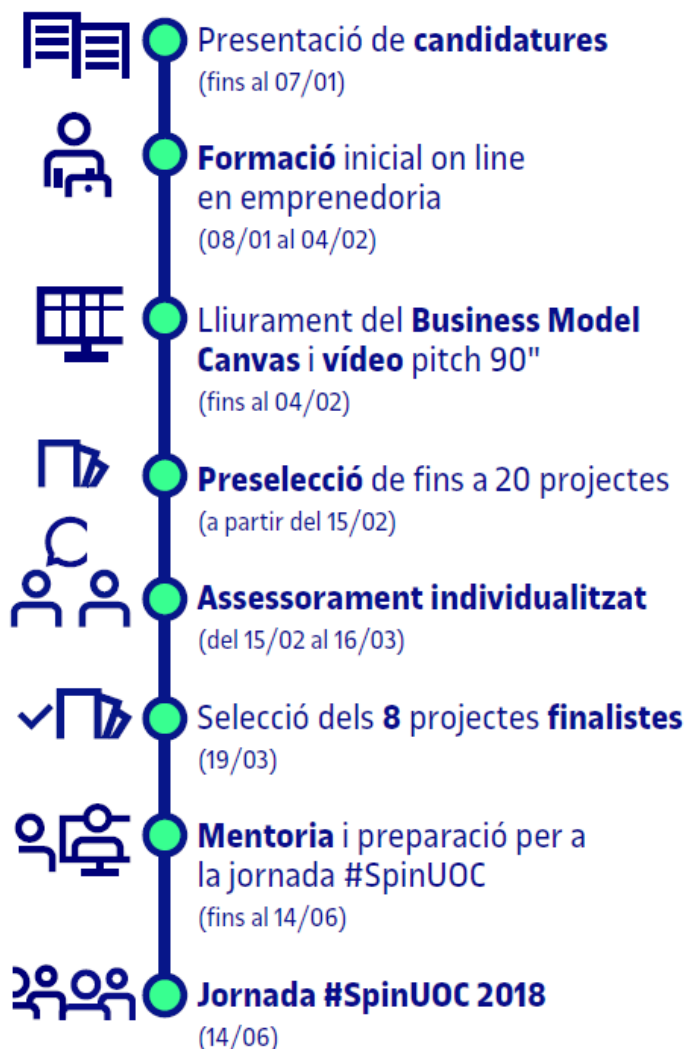 Presentació de candidatures
(fins al 07/01)
Formació inicial on line
en emprenedoria
(08/01 al 04/02)
Lliurament del Business Model
Canvas i vídeo pitch 90"
(fins al 04/02)
Preselecció de fins a 20 projectes
(a partir del 15/02)
Assessorament individualitzat
(del 15/02 al 16/03)
Selecció dels 8 projectes finalistes
(19/03)
Mentoria i preparació per a
la jornada #SpinUOC
(fins al 14/06)
Jornada #SpinUOC 2018
(14/06)